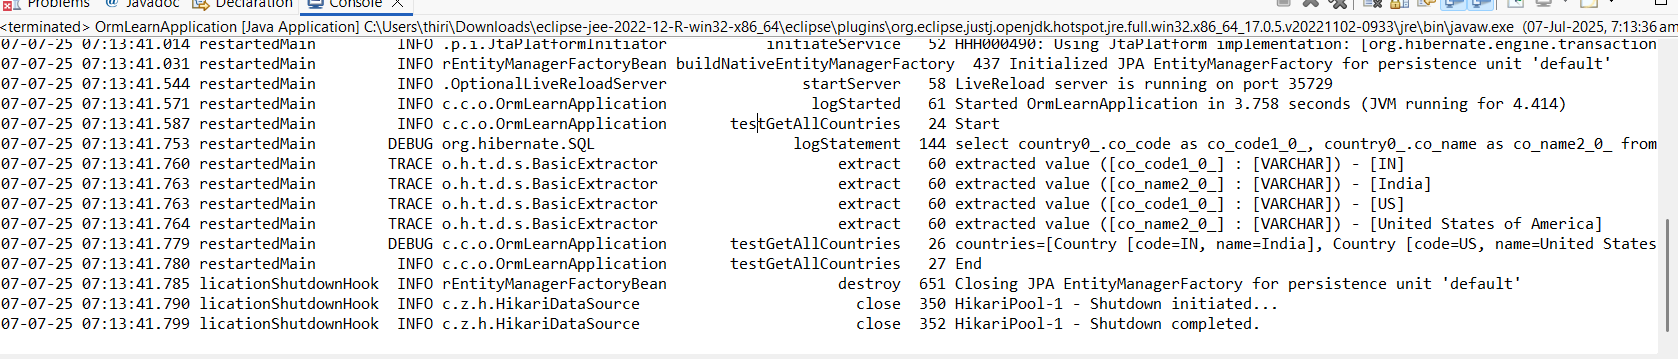 Problems @ Javadoc Declaration Console
<terminated> OrmLearnApplication [Java Application] C:\Users\thiri\Downloads\eclipse-jee-2022-12-R-win32-x86_64\eclipse\plugins\org.eclipse.justj.openjdk.hotspot.jre.full.win32.x86_64_17.0.5.v20221102-0933\jre\bin\javaw.exe (07-Jul-2025, 7:13:36 am
07-07-25 07:13:41.014 restartedMain INFO .p.i.JtaPlatformInitiator initiateService 52 HHH000490: Using JtaPlatform implementation: [org.hibernate.engine.transaction
07-07-25 07:13:41.031 restartedMain INFO rEntityManagerFactoryBean buildNativeEntityManagerFactory 437 Initialized JPA EntityManagerFactory for persistence unit 'default'
07-07-25 07:13:41.544 restartedMain INFO .OptionalLiveReloadServer startServer 58 LiveReload server is running on port 35729
07-07-25 07:13:41.571 restartedMain INFO c.c.o.OrmLearnApplication logStarted 61 Started OrmLearnApplication in 3.758 seconds (JVM running for 4.414)
07-07-25 07:13:41.587 restartedMain INFO c.c.o.OrmLearnApplication testGetAllCountries 24 Start
07-07-25 07:13:41.753 restartedMain DEBUG org.hibernate.SQL logStatement 144 select country0_.co_code as co_code1_0_, country0_.co_name as co_name2_0_ from
07-07-25 07:13:41.760 restartedMain TRACE o.h.t.d.s.BasicExtractor extract 60 extracted value ([co_code1_0_] : [VARCHAR]) - [IN]
07-07-25 07:13:41.763 restartedMain TRACE o.h.t.d.s.BasicExtractor extract 60 extracted value ([co_name2_0_] : [VARCHAR]) - [India]
07-07-25 07:13:41.763 restartedMain TRACE o.h.t.d.s.BasicExtractor extract 60 extracted value ([co_code1_0_] : [VARCHAR]) - [US]
07-07-25 07:13:41.764 restartedMain TRACE o.h.t.d.s.BasicExtractor extract 60 extracted value ([co_name2_0_] : [VARCHAR]) - [United States of America]
07-07-25 07:13:41.779 restartedMain DEBUG c.c.o.OrmLearnApplication testGetAllCountries 26 countries=[Country [code=IN, name=India], Country [code=US, name=United States
07-07-25 07:13:41.780 restartedMain INFO c.c.o.OrmLearnApplication testGetAllCountries 27 End
07-07-25 07:13:41.785 licationShutdownHook INFO rEntityManagerFactoryBean destroy 651 Closing JPA EntityManagerFactory for persistence unit 'default'
07-07-25 07:13:41.790 licationShutdownHook INFO c.z.h.HikariDataSource close 350 HikariPool-1 - Shutdown initiated...
07-07-25 07:13:41.799 licationShutdownHook INFO c.z.h.HikariDataSource close 352 HikariPool-1 - Shutdown completed.